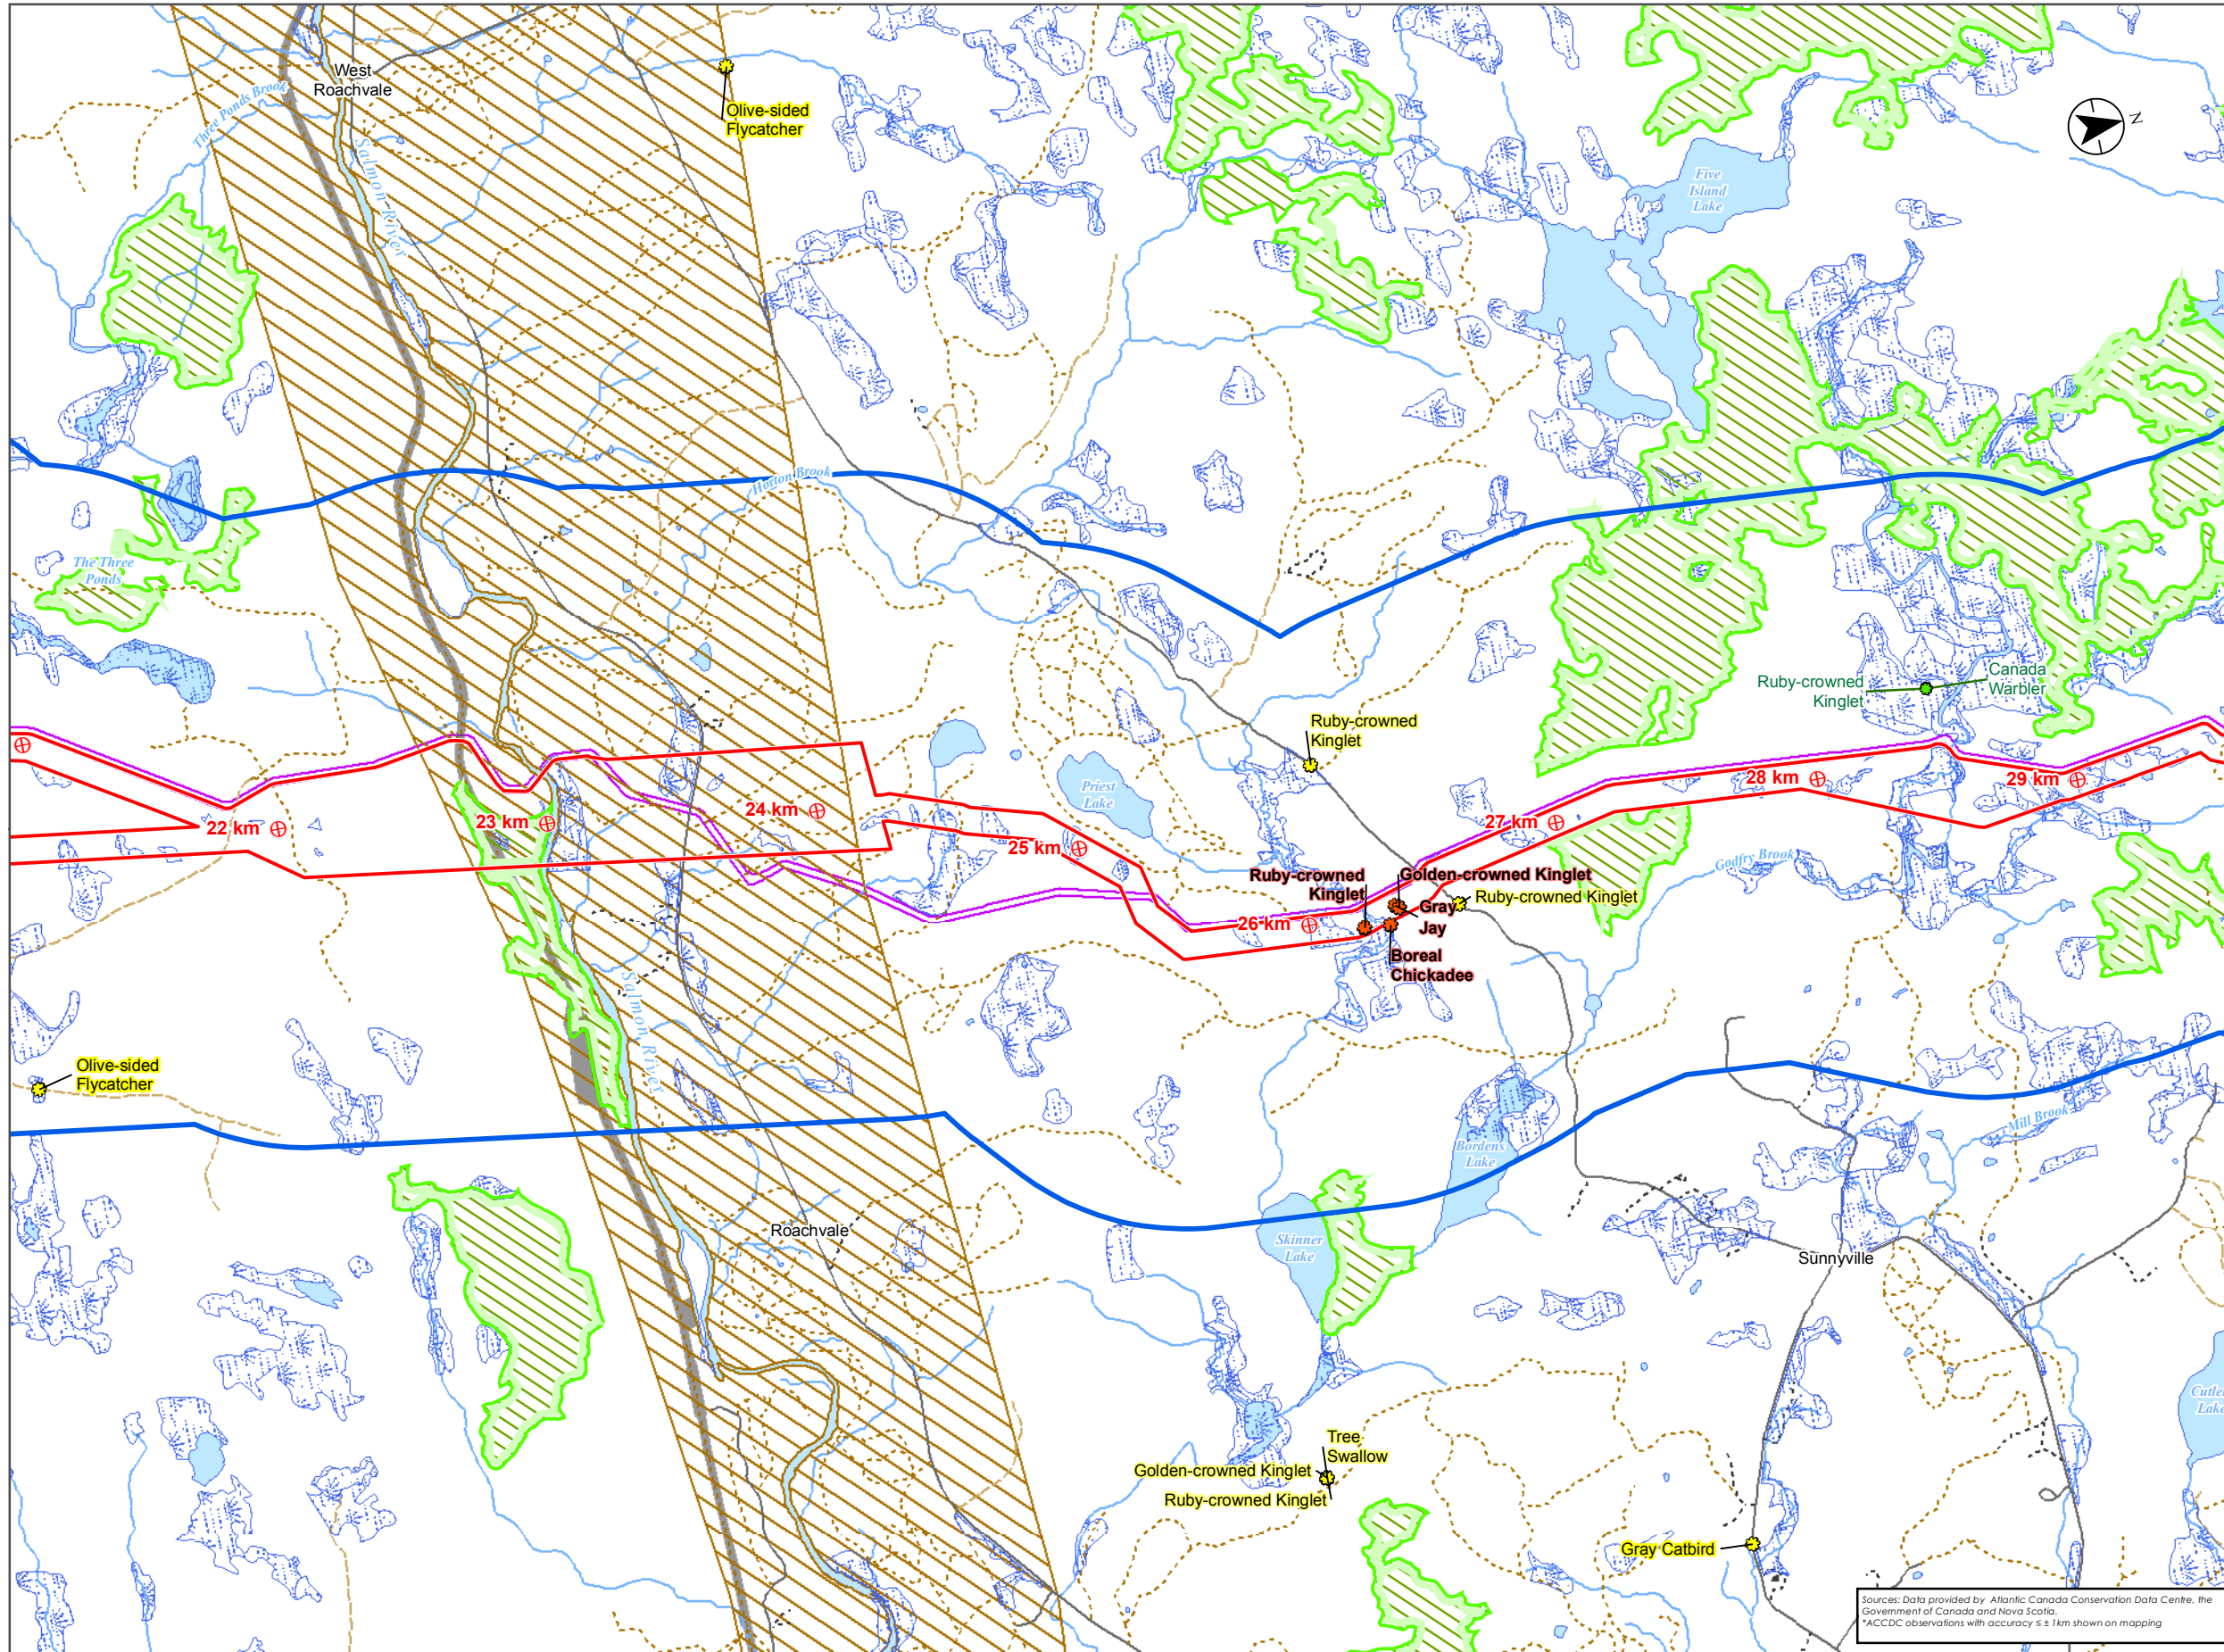 West
Roachvale
Three Ponds Brook
Salmon River
Olive-sided
Flycatcher
N
Five
Island
Lake
Horton Brook
The Three
Ponds
Ruby-crowned
Kinglet
Canada
Warbler
Ruby-crowned
Kinglet
Priest
Lake
22 km
23 km
24 km
25 km
26 km
27 km
28 km
29 km
Godfry Brook
Ruby-crowned
Kinglet
Golden-crowned Kinglet
Ruby-crowned Kinglet
Gray
Jay
Boreal
Chickadee
Salmon River
Olive-sided
Flycatcher
Bordens
Lake
Mill Brook
Roachvale
Skinner
Lake
Sunnyville
Cutle
Lake
Tree
Swallow
Golden-crowned Kinglet
Ruby-crowned Kinglet
Gray Catbird
Sources: Data provided by Atlantic Canada Conservation Data Centre, the
Government of Canada and Nova Scotia.
*ACCDC observations with accuracy ≤ ± 1km shown on mapping